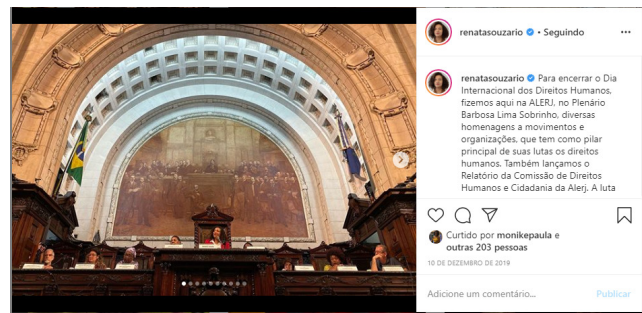 renatasouzario • Seguindo
renatasouzario Para encerrar o Dia
Internacional dos Direitos Humanos,
fizemos aqui na ALERJ, no Plenário
Barbosa Lima Sobrinho, diversas
homenagens a movimentos e
organizações, que tem como pilar
principal de suas lutas os direitos
humanos. Também lançamos o
Relatório da Comissão de Direitos
Humanos e Cidadania da Alerj. A luta
Curtido por monikepaula e
outras 203 pessoas
10 DE DEZEMBRO DE 2019
Adicione um comentário...
Publicar